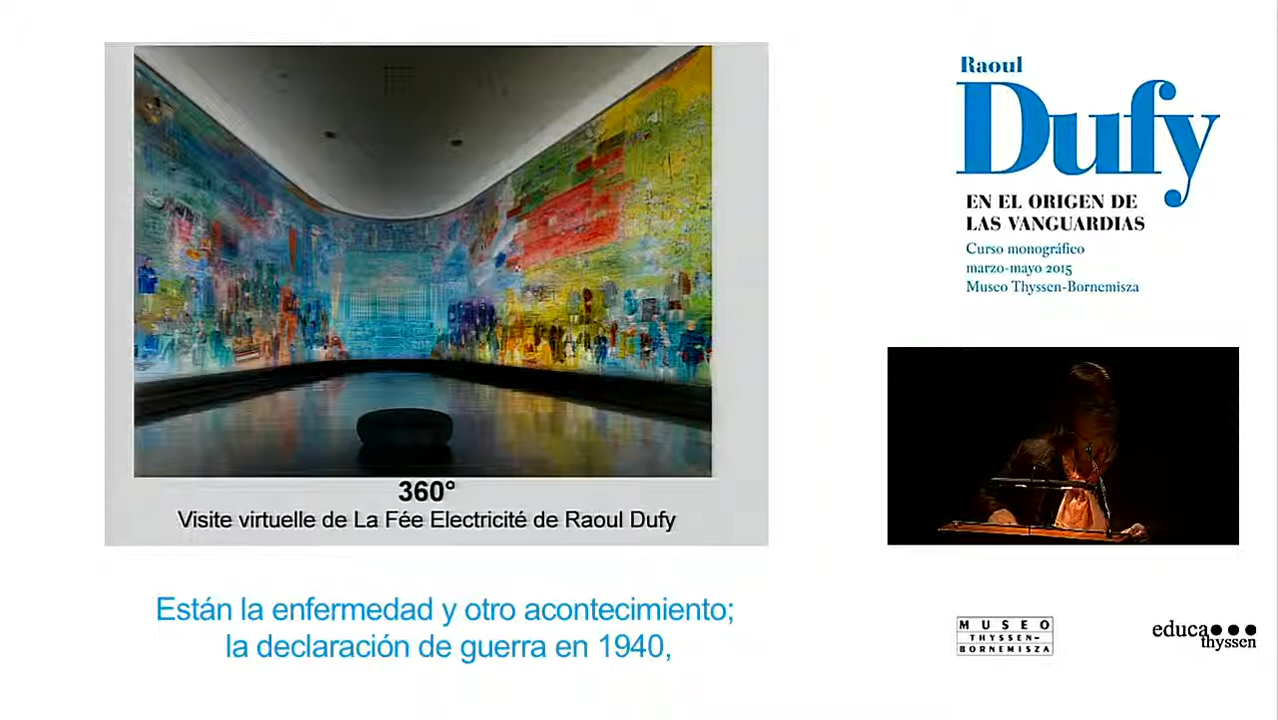 360°
Visite virtuelle de La Fée Electricité de Raoul Dufy
Están la enfermedad y otro acontecimiento;
la declaración de guerra en 1940,
Raoul
Dufy
EN EL ORIGEN DE
LAS VANGUARDIAS
Curso monográfico
marzo-mayo 2015
Museo Thyssen-Bornemisza
MUSEO
THYSSEN-
BORNEMISZA
educa
thyssen